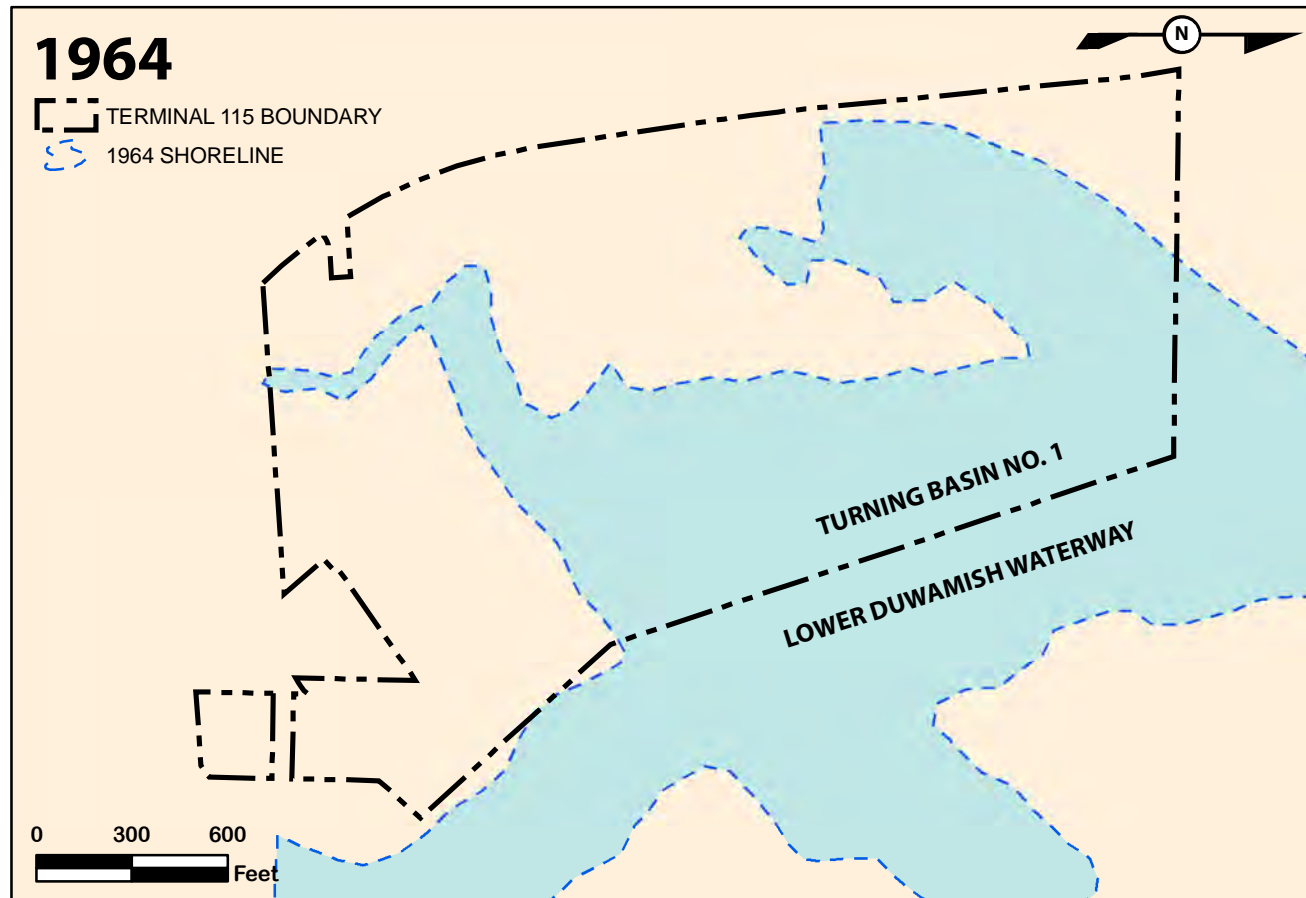 1964
N
TERMINAL 115 BOUNDARY
1964 SHORELINE
TURNING BASIN NO. 1
LOWER DUWAMISH WATERWAY
0 300 600
Feet